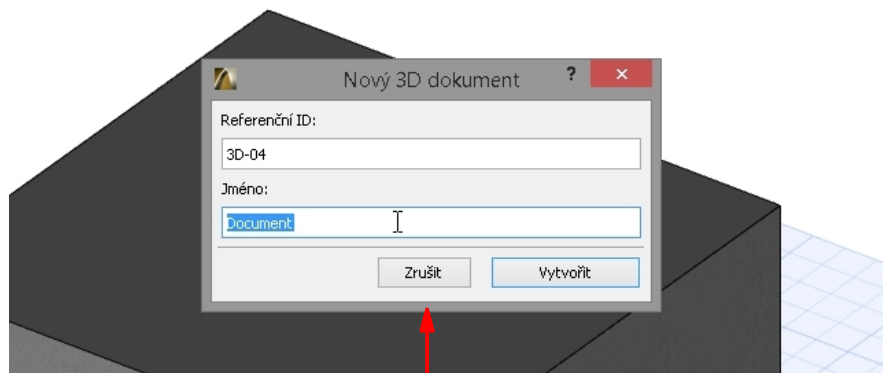 Nový 3D dokument ?
Referenční ID:
3D-04
Jméno:
Document
Zrušit Vytvořit